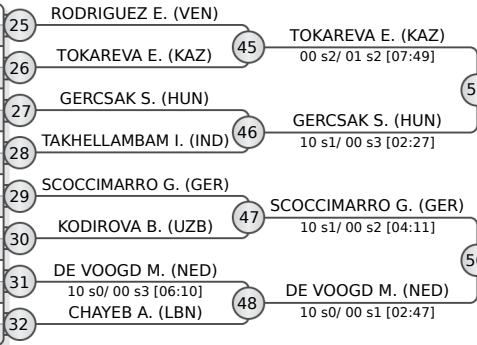 25
RODRIGUEZ E. (VEN)
26
TOKAREVA E. (KAZ)
45
TOKAREVA E. (KAZ)
00 s2/ 01 s2 [07:49]
27
GERCSAK S. (HUN)
28
TAKHELLAMBAM I. (IND)
46
GERCSAK S. (HUN)
10 s1/ 00 s3 [02:27]
29
SCOCCIMARRO G. (GER)
30
KODIROVA B. (UZB)
47
SCOCCIMARRO G. (GER)
10 s1/ 00 s2 [04:11]
31
DE VOOGD M. (NED)
10 s0/ 00 s3 [06:10]
32
CHAYEB A. (LBN)
48
DE VOOGD M. (NED)
10 s0/ 00 s1 [02:47]